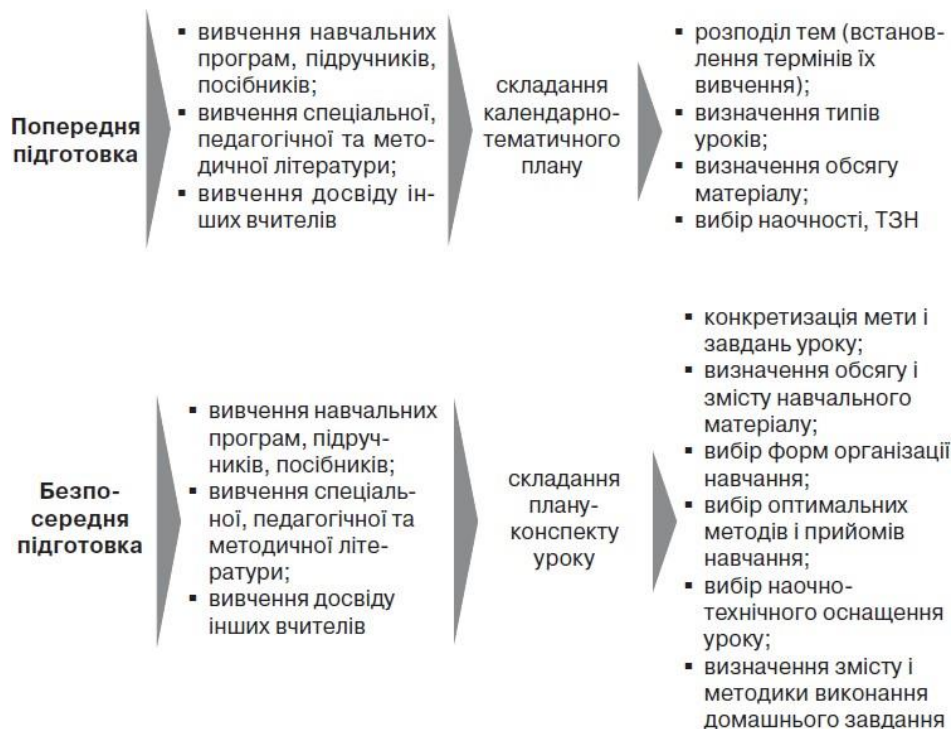 Попередня
підготовка
▪ вивчення навчальних
програм, підручників,
посібників;
▪ вивчення спеціальної,
педагогічної та мето-
дичної літератури;
▪ вивчення досвіду ін-
ших вчителів
складання
календарно-
тематичного
плану
▪ розподіл тем (встанов-
лення термінів їх
вивчення);
▪ визначення типів
уроків;
▪ визначення обсягу
матеріалу;
▪ вибір наочності, ТЗН
Безпо-
середня
підготовка
▪ вивчення навчальних
програм, підруч-
ників, посібників;
▪ вивчення спеціаль-
ної, педагогічної та
методичної літе-
ратури;
▪ вивчення досвіду
інших вчителів
складання
плану-
конспекту
уроку
▪ конкретизація мети і
завдань уроку;
▪ визначення обсягу і
змісту навчального
матеріалу;
▪ вибір форм організації
навчання;
▪ вибір оптимальних
методів і прийомів
навчання;
▪ вибір наочно-
технічного оснащення
уроку;
▪ визначення змісту і
методики виконання
домашнього завдання